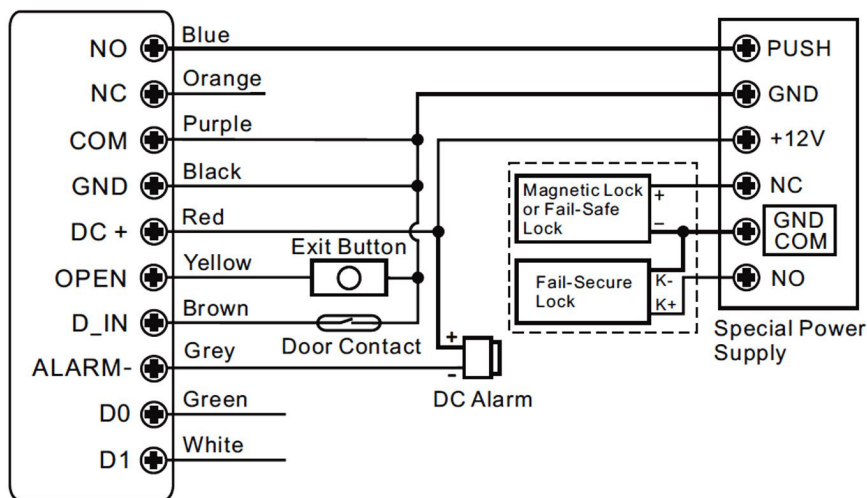 NO
Blue
PUSH
NC
Orange
GND
COM
Purple
+12V
GND
Black
Magnetic Lock
or Fail-Safe
Lock
+
–
NC
DC +
Red
GND
COM
Exit Button
OPEN
Yellow
Fail-Secure
Lock
K-
K+
NO
D_IN
Brown
Door Contact
Special Power
Supply
ALARM-
Grey
+
-
DC Alarm
D0
Green
D1
White